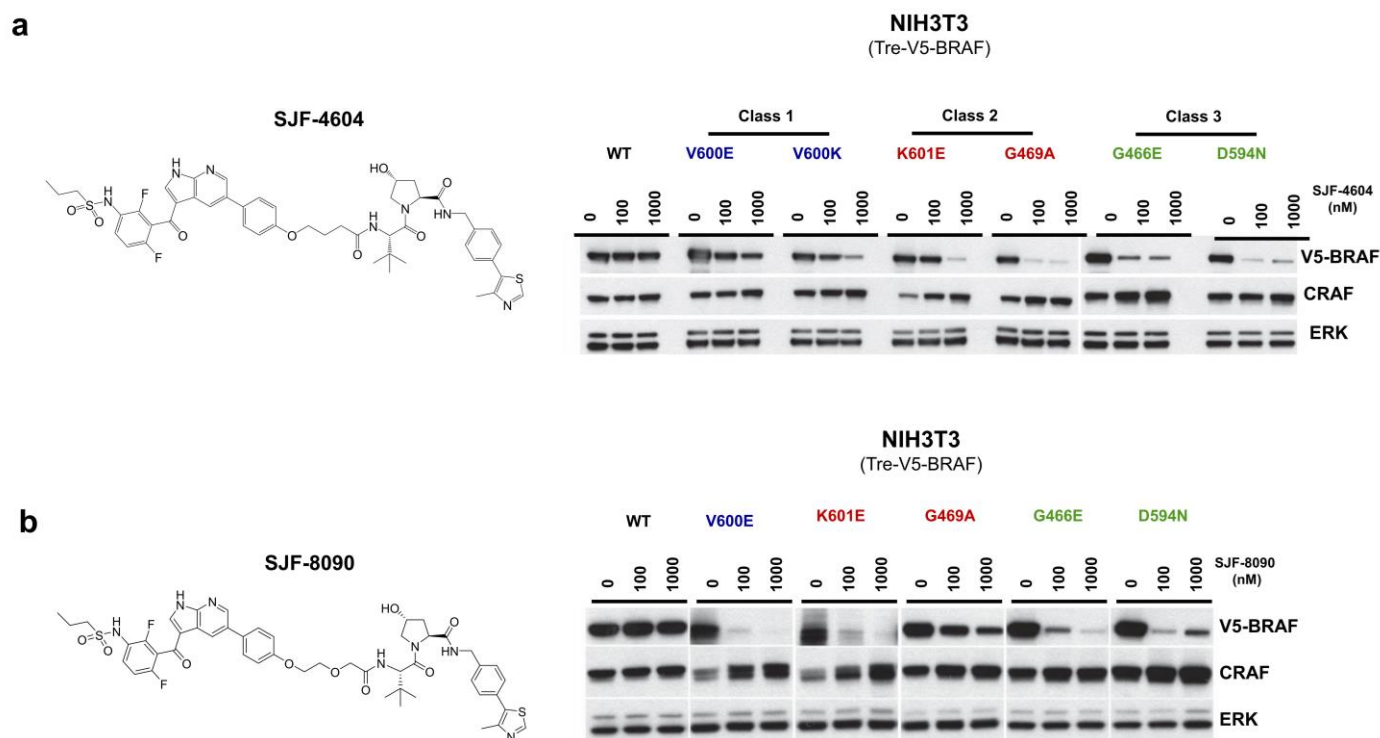 a
SJF-4604
HO
H
N
N
H
N
S
O
O
F
O
F
O
O
H
N
O
N
O
NH
S
N
NIH3T3
(Tre-V5-BRAF)
Class 1
Class 2
Class 3
WT
V600E
V600K
K601E
G469A
G466E
D594N
0 100 1000 0 100 1000 0 100 1000 0 100 1000 0 100 1000 0 100 1000 0 100 1000
SJF-4604
(nM)
V5-BRAF
CRAF
ERK
b
SJF-8090
HO
H
N
N
H
N
S
O
O
F
O
F
O
O
O
H
N
O
N
O
NH
S
N
NIH3T3
(Tre-V5-BRAF)
WT
V600E
K601E
G469A
G466E
D594N
0 100 1000 0 100 1000 0 100 1000 0 100 1000 0 100 1000 0 100 1000
SJF-8090
(nM)
V5-BRAF
CRAF
ERK